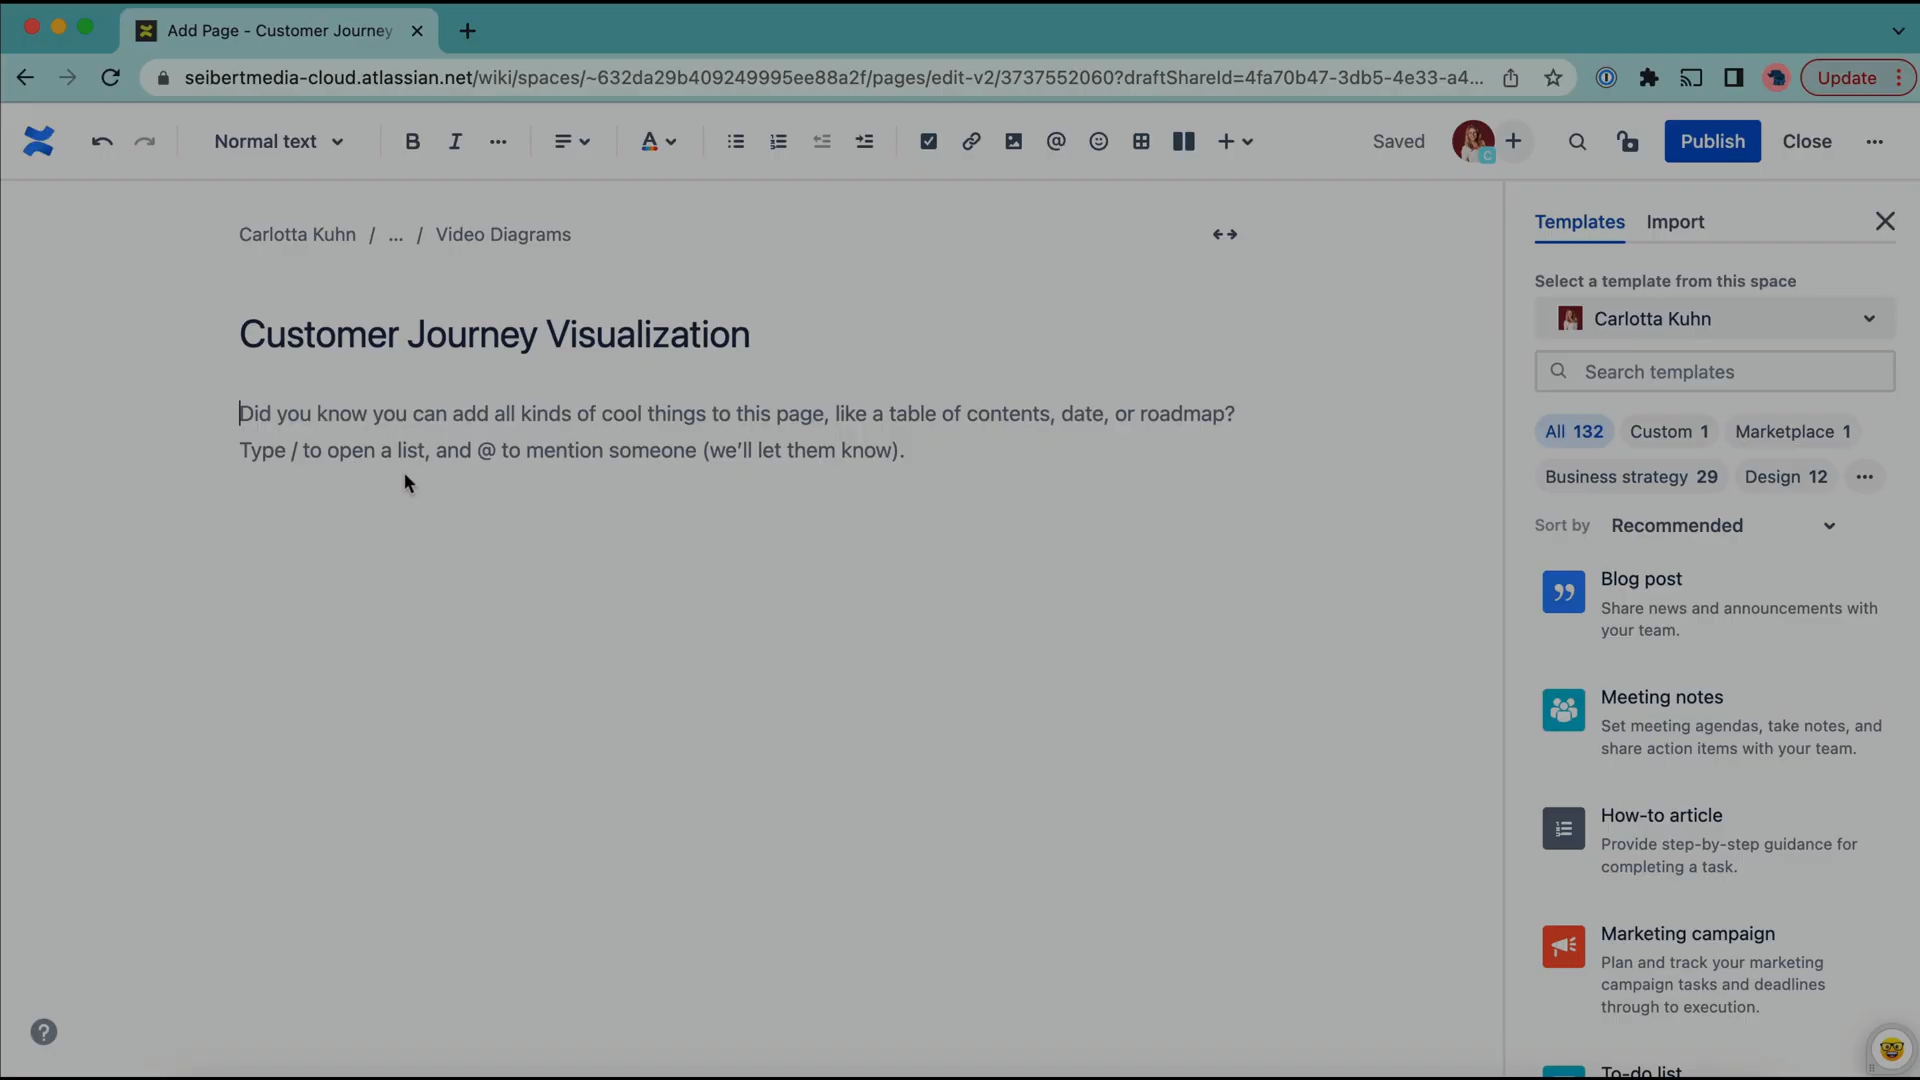 Add Page - Customer Journey
seibertmedia-cloud.atlassian.net/wiki/spaces/~632da29b409249995ee88a2f/pages/edit-v2/3737552060?draftShareId=4fa70b47-3db5-4e33-a4...
Update
Normal text
B I
A
@
Saved
C
Publish
Close
Carlotta Kuhn / ... / Video Diagrams
Customer Journey Visualization
Did you know you can add all kinds of cool things to this page, like a table of contents, date, or roadmap?
Type / to open a list, and @ to mention someone (we’ll let them know).
Templates Import
Select a template from this space
Carlotta Kuhn
Search templates
All 132 Custom 1 Marketplace 1
Business strategy 29 Design 12
Sort by Recommended
Blog post
Share news and announcements with
your team.
Meeting notes
Set meeting agendas, take notes, and
share action items with your team.
How-to article
Provide step-by-step guidance for
completing a task.
Marketing campaign
Plan and track your marketing
campaign tasks and deadlines
through to execution.
To-do list
?